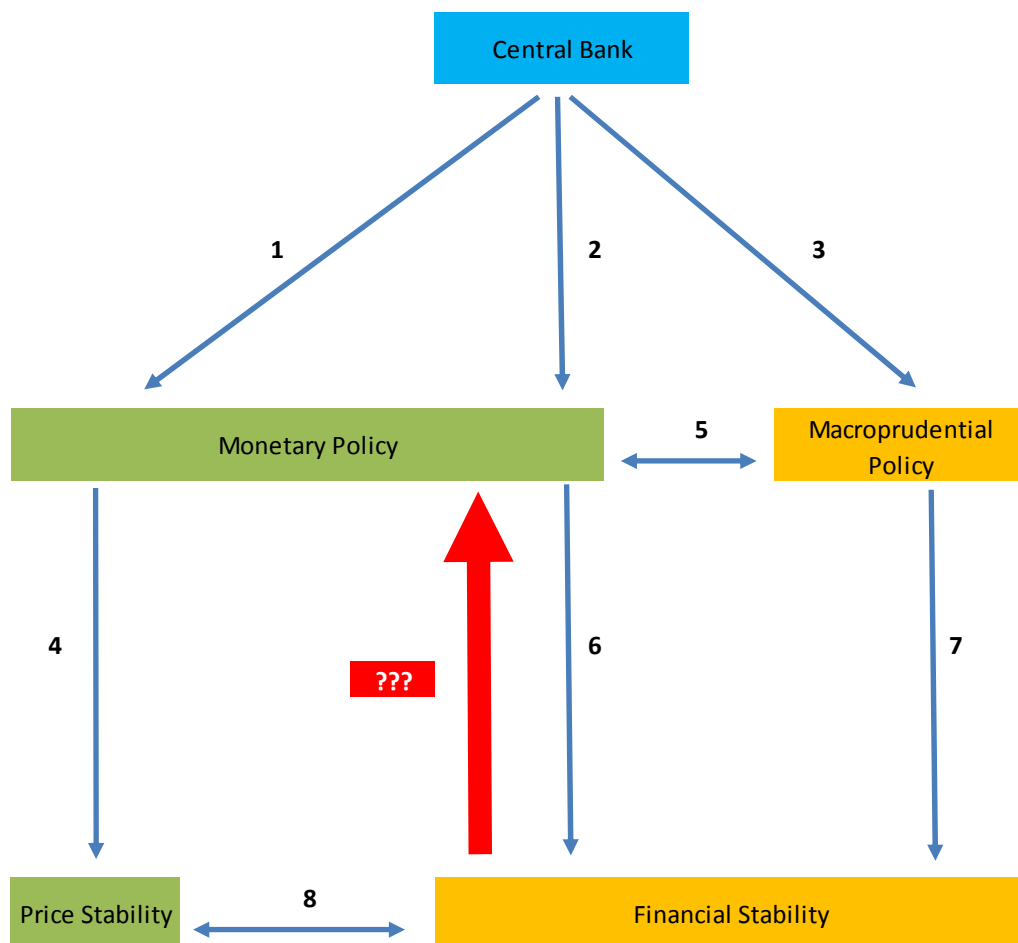 Central Bank
1
2
3
Monetary Policy
5
Macroprudential
Policy
4
???
6
7
Price Stability
8
Financial Stability